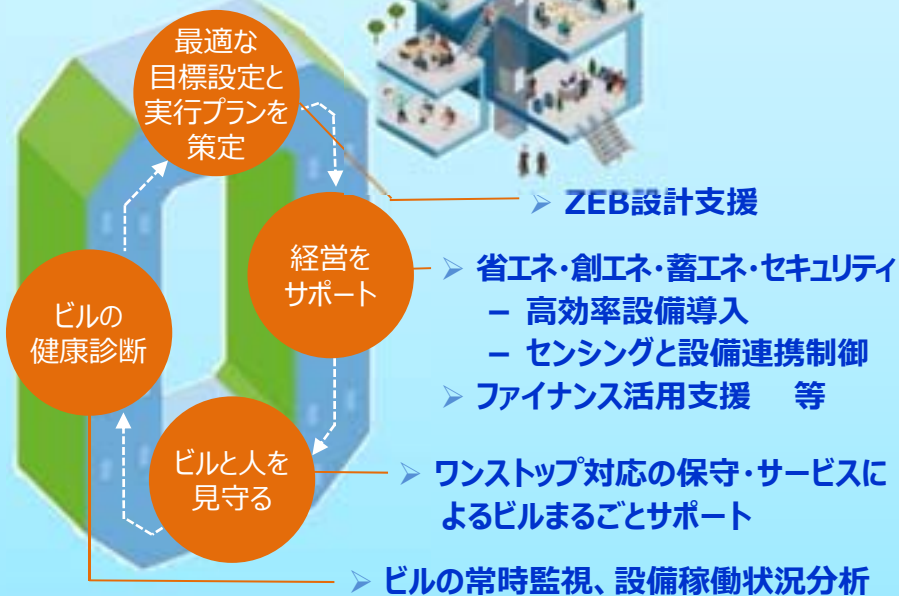 最適な
目標設定と
実行プランを
策定
➢ ZEB設計支援
経営を
サポート
➢ 省エネ・創エネ・蓄エネ・セキュリティ
– 高効率設備導入
– センシングと設備連携制御
➢ ファイナンス活用支援　等
ビルの
健康診断
ビルと人を
見守る
➢ ワンストップ対応の保守・サービスに
よるビルまるごとサポート
➢ ビルの常時監視、設備稼働状況分析